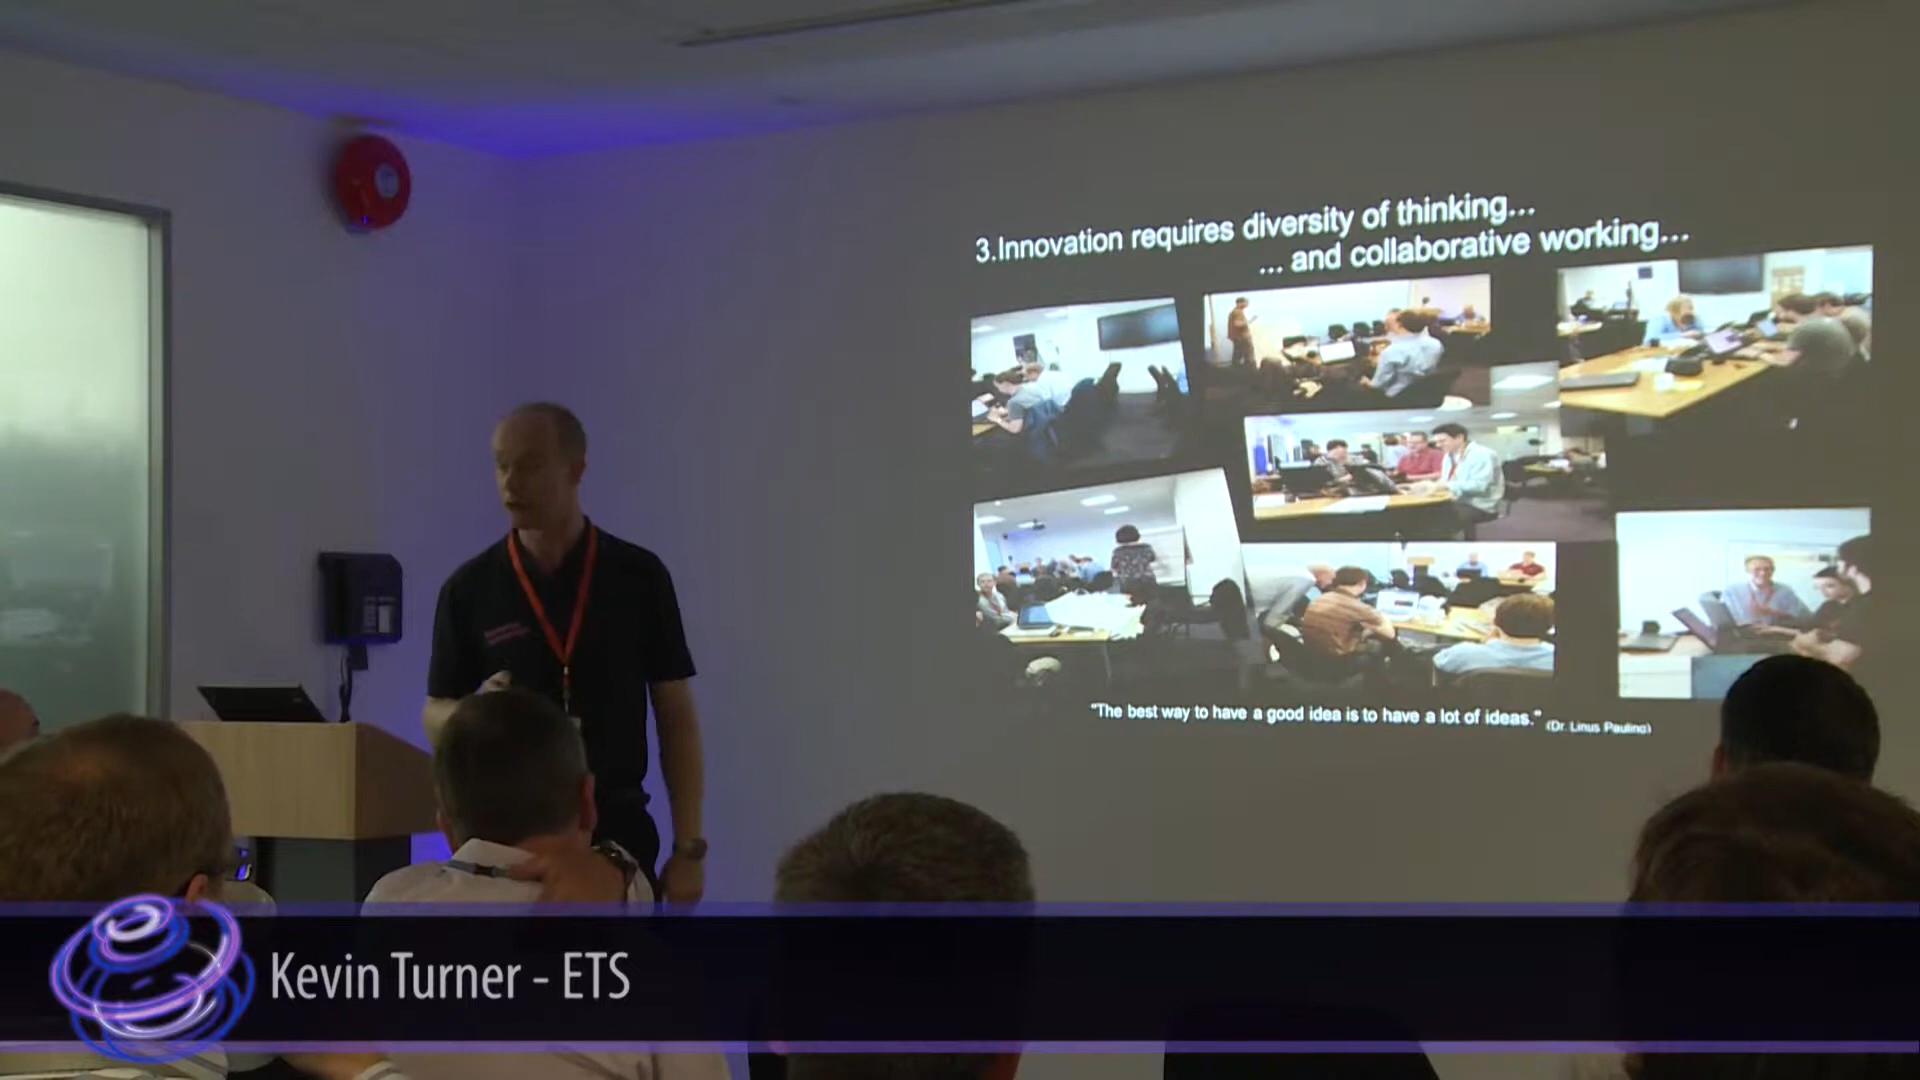 3.Innovation requires diversity of thinking...
... and collaborative working...
"The best way to have a good idea is to have a lot of ideas." (Dr. Linus Pauling)
Kevin Turner - ETS